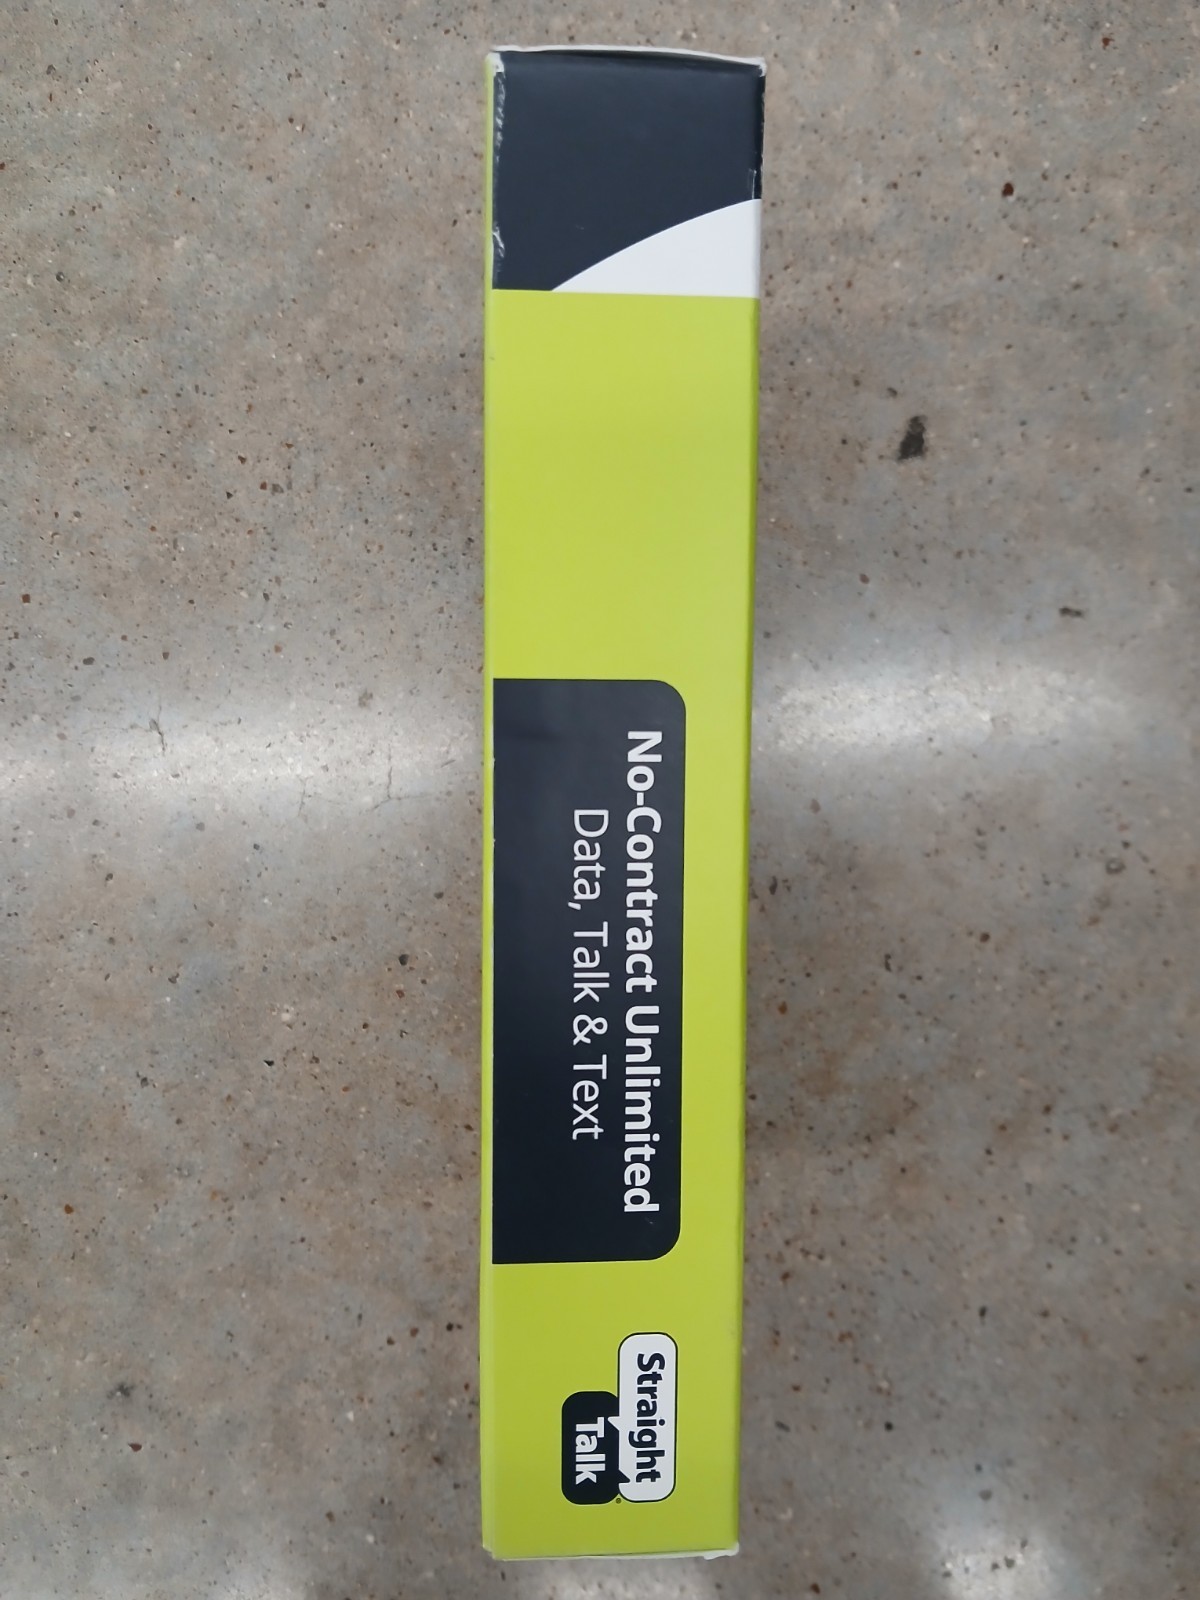 No-Contract Unlimited
Data, Talk & Text
Straight
Talk